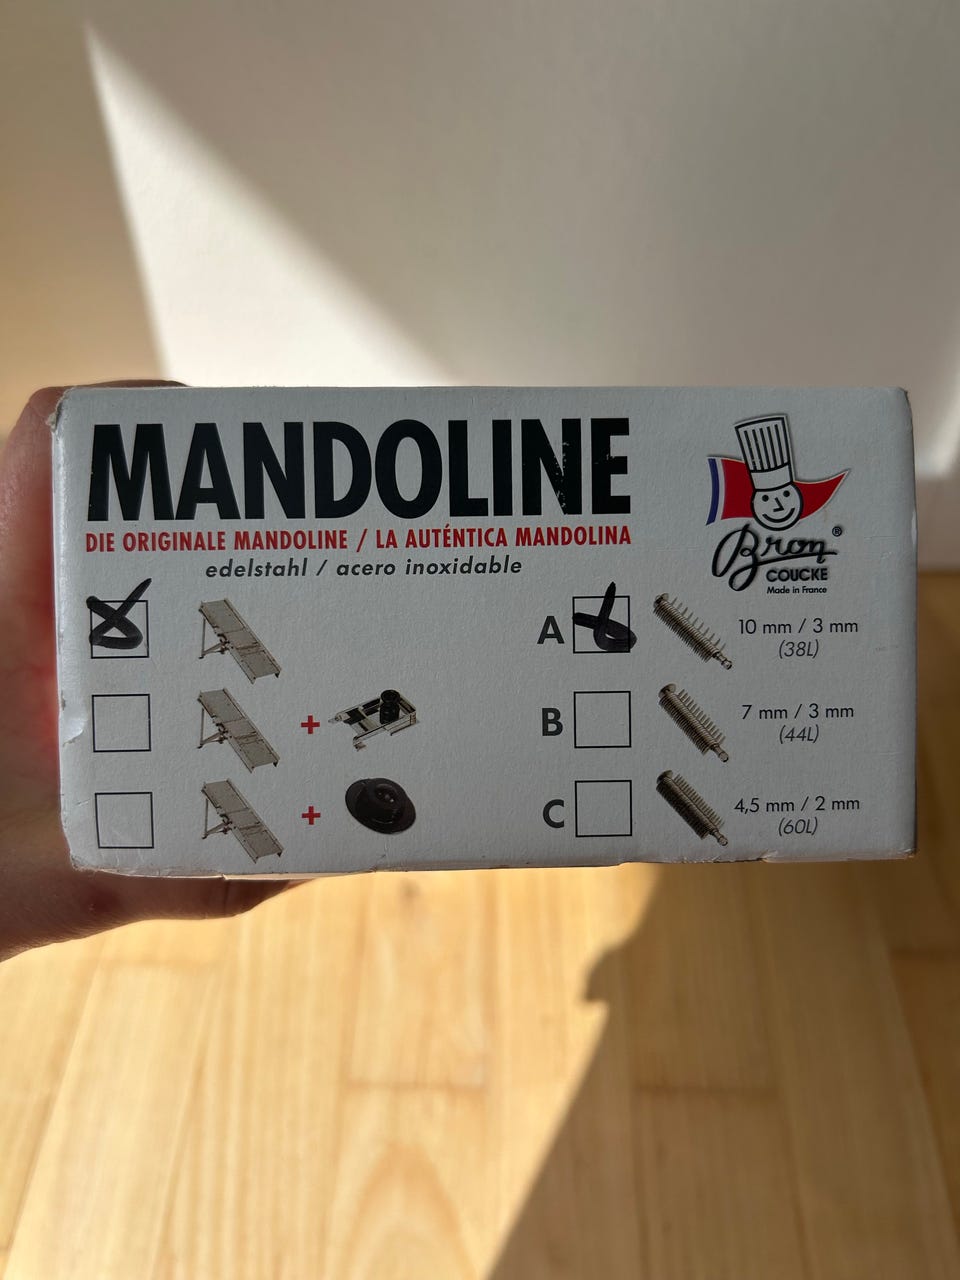 MANDOLINE
DIE ORIGINALE MANDOLINE / LA AUTÉNTICA MANDOLINA
edelstahl / acero inoxidable
Bron®
COUCKE
Made in France
A 10 mm / 3 mm
(38L)
+
B 7 mm / 3 mm
(44L)
+
C 4,5 mm / 2 mm
(60L)